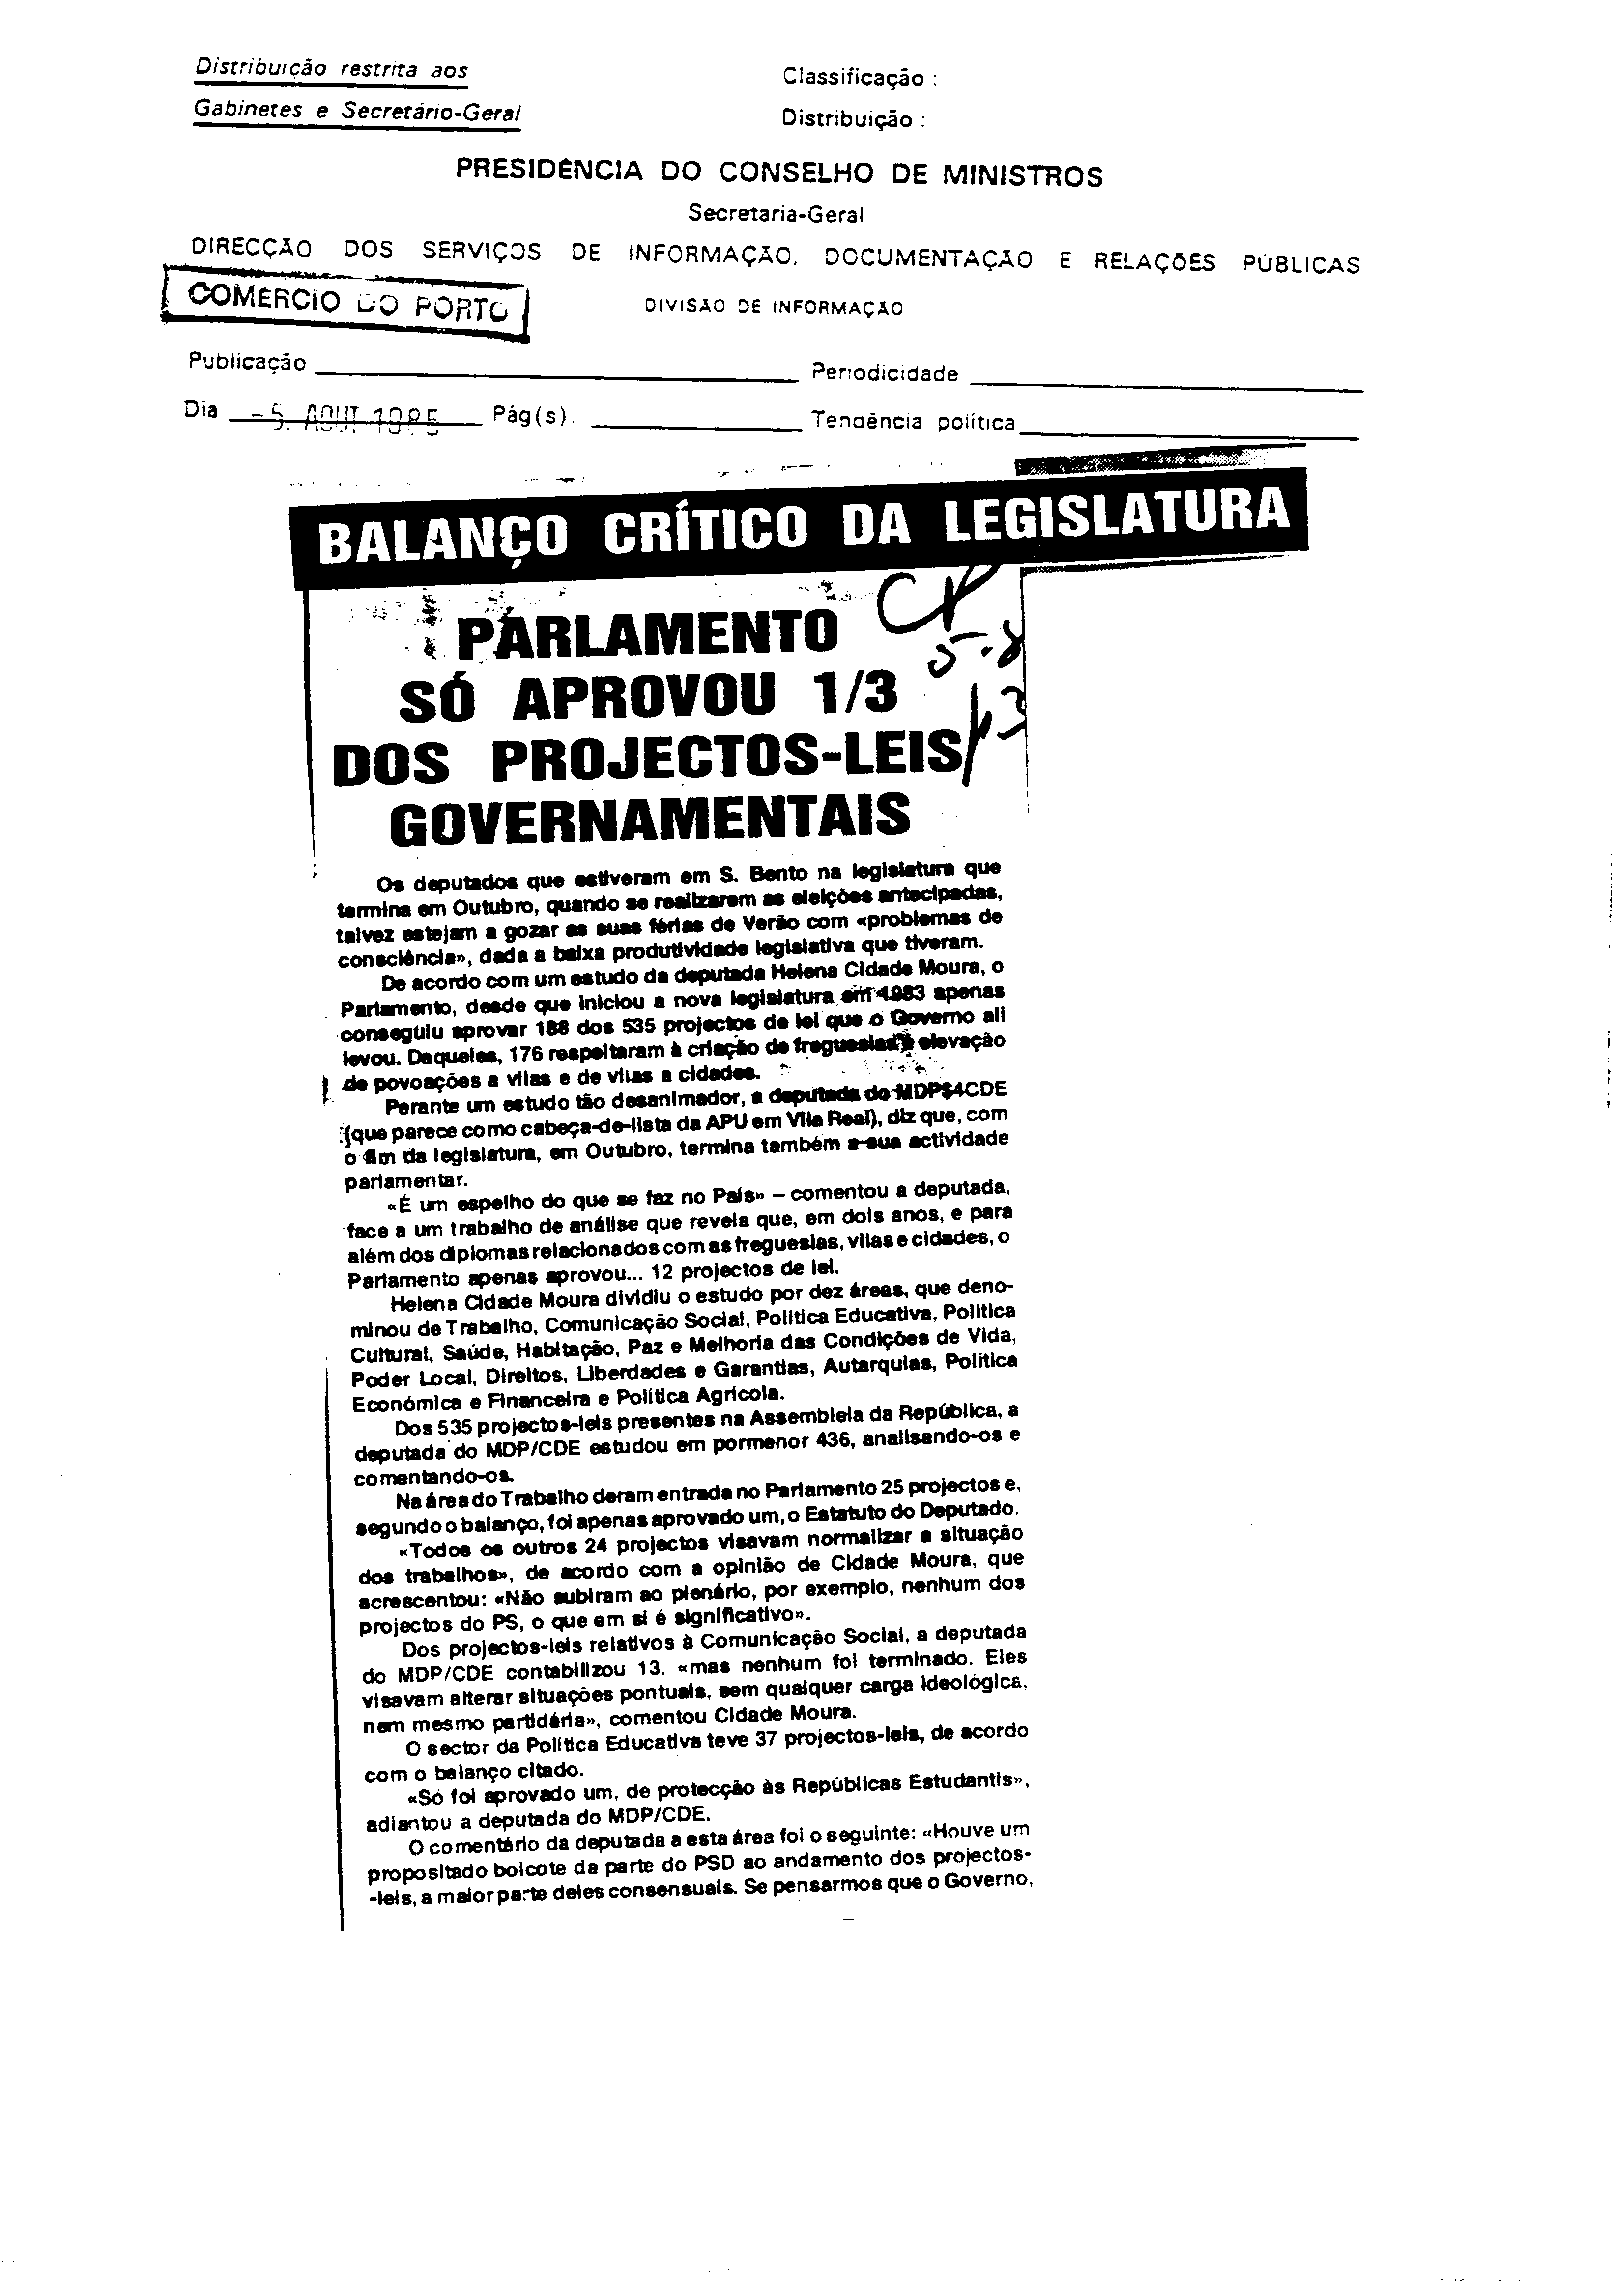 Distribuição restrita aos
Gabinetes e Secretário-Geral
Classificação :
Distribuição :
PRESIDÊNCIA DO CONSELHO DE MINISTROS
Secretaria-Geral
DIRECÇÃO DOS SERVIÇOS DE INFORMAÇÃO, DOCUMENTAÇÃO E RELAÇÕES PÚBLICAS
COMÉRCIO DO PORTO
DIVISÃO DE INFORMAÇÃO
Publicação
Periodicidade
Dia -5. AOUT 1985 Pág(s).
Tendência política
BALANÇO CRÍTICO DA LEGISLATURA
PARLAMENTO
SÓ APROVOU 1/3
DOS PROJECTOS-LEIS
GOVERNAMENTAIS
CP
5-8
Os deputados que estiveram em S. Bento na legislatura que
termina em Outubro, quando se realizarem as eleições antecipadas,
talvez estejam a gozar as suas férias de Verão com «problemas de
consciência», dada a baixa produtividade legislativa que tiveram.
De acordo com um estudo da deputada Helena Cidade Moura, o
Parlamento, desde que iniciou a nova legislatura em 1983 apenas
conseguiu aprovar 188 dos 535 projectos de lei que o Governo ali
levou. Daqueles, 176 respeitaram à criação de freguesias e elevação
de povoações a vilas e de vilas a cidades.
Perante um estudo tão desanimador, a deputada do MDP$4CDE
(que parece como cabeça-de-lista da APU em Vila Real), diz que, com
o fim da legislatura, em Outubro, termina também a sua actividade
parlamentar.
«É um espelho do que se faz no País» – comentou a deputada,
face a um trabalho de análise que revela que, em dois anos, e para
além dos diplomas relacionados com as freguesias, vilas e cidades, o
Parlamento apenas aprovou... 12 projectos de lei.
Helena Cidade Moura dividiu o estudo por dez áreas, que deno-
minou de Trabalho, Comunicação Social, Política Educativa, Política
Cultural, Saúde, Habitação, Paz e Melhoria das Condições de Vida,
Poder Local, Direitos, Liberdades e Garantias, Autarquias, Política
Económica e Financeira e Política Agrícola.
Dos 535 projectos-leis presentes na Assembleia da República, a
deputada do MDP/CDE estudou em pormenor 436, analisando-os e
comentando-os.
Na área do Trabalho deram entrada no Parlamento 25 projectos e,
segundo o balanço, foi apenas aprovado um, o Estatuto do Deputado.
«Todos os outros 24 projectos visavam normalizar a situação
dos trabalhos», de acordo com a opinião de Cidade Moura, que
acrescentou: «Não subiram ao plenário, por exemplo, nenhum dos
projectos do PS, o que em si é significativo».
Dos projectos-leis relativos à Comunicação Social, a deputada
do MDP/CDE contabilizou 13, «mas nenhum foi terminado. Eles
visavam alterar situações pontuais, sem qualquer carga ideológica,
nem mesmo partidária», comentou Cidade Moura.
O sector da Política Educativa teve 37 projectos-leis, de acordo
com o balanço citado.
«Só foi aprovado um, de protecção às Repúblicas Estudantis»,
adiantou a deputada do MDP/CDE.
O comentário da deputada a esta área foi o seguinte: «Houve um
propositado boicote da parte do PSD ao andamento dos projectos-
-leis, a maior parte deles consensuais. Se pensarmos que o Governo,